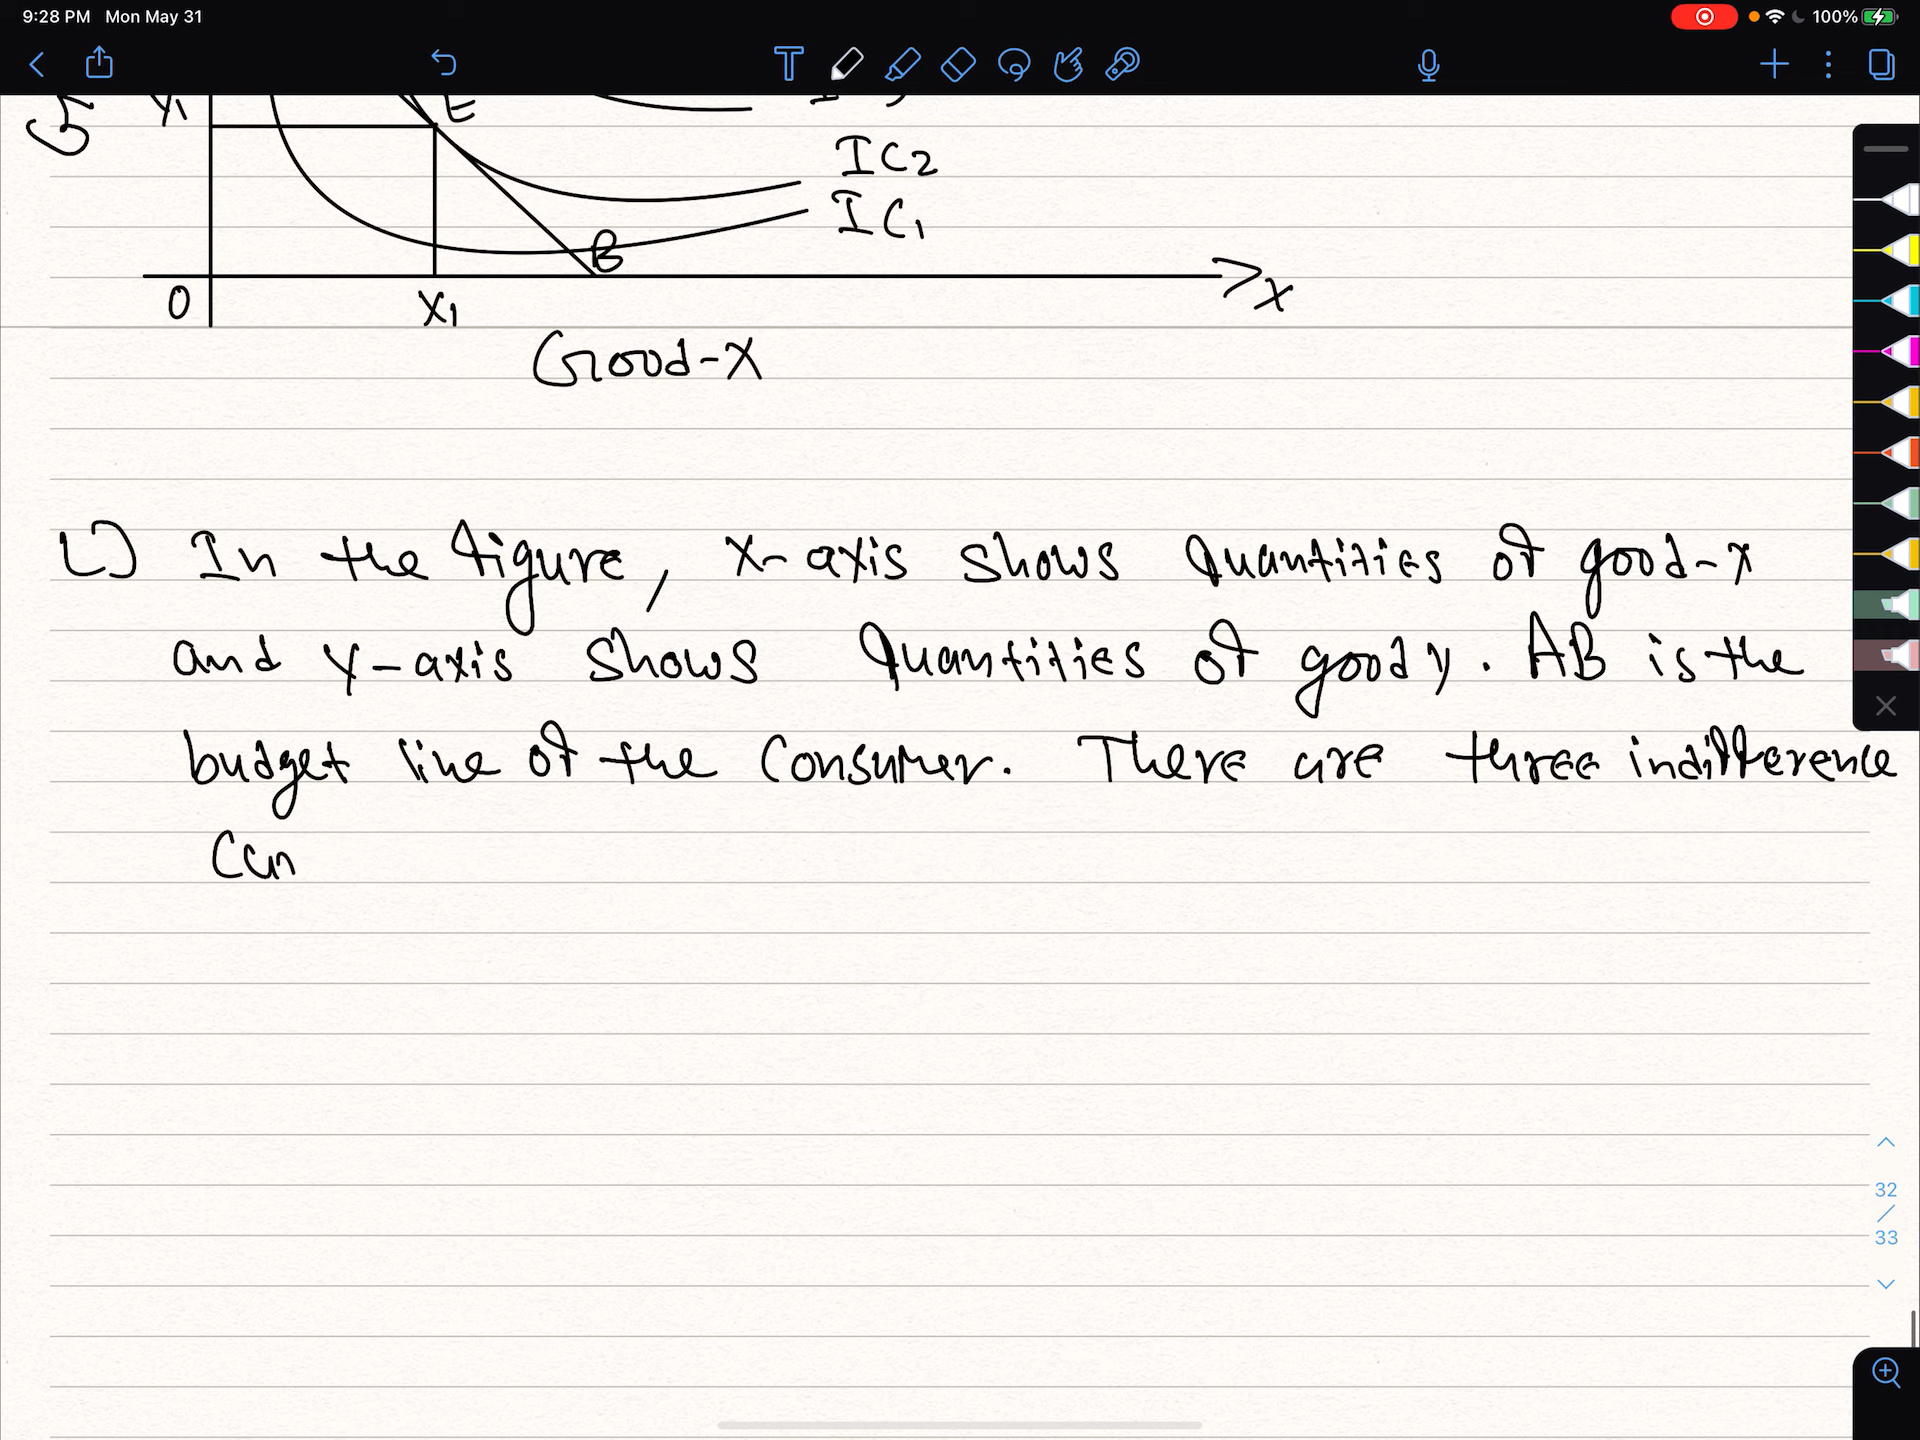 9:28 PM Mon May 31
100%
Y1
E
IC2
IC1
B
O
X1
X
Good-X
In the figure, x-axis shows Quantities of good-x
and y-axis shows Quantities of good y. AB is the
budget line of the Consumer. There are three indifference
Cur
32
/
33